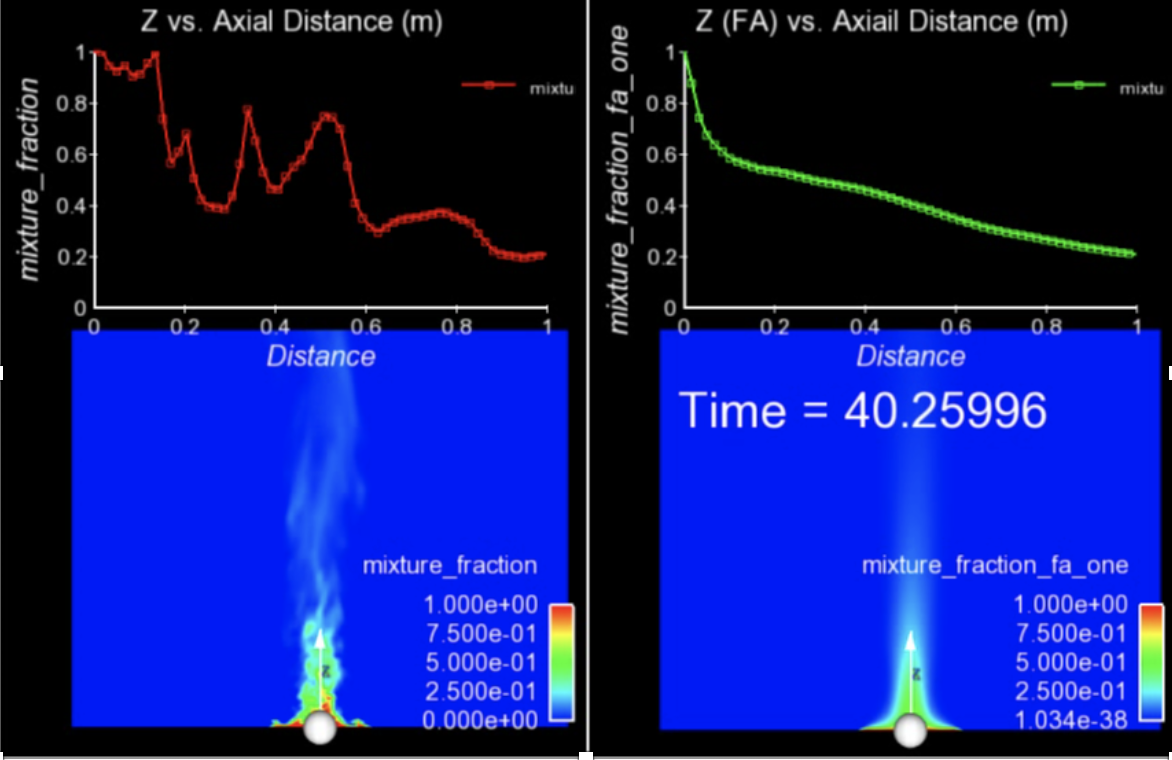 Z vs. Axial Distance (m)
mixture_fraction
1
0.8
0.6
0.4
0.2
0
mixtu
0 0.2 0.4 0.6 0.8 1
Distance
mixture_fraction
1.000e+00
7.500e-01
5.000e-01
2.500e-01
0.000e+00
Z
Z (FA) vs. Axiail Distance (m)
mixture_fraction_fa_one
1
0.8
0.6
0.4
0.2
0
mixtu
0 0.2 0.4 0.6 0.8 1
Distance
Time = 40.25996
mixture_fraction_fa_one
1.000e+00
7.500e-01
5.000e-01
2.500e-01
1.034e-38
Z